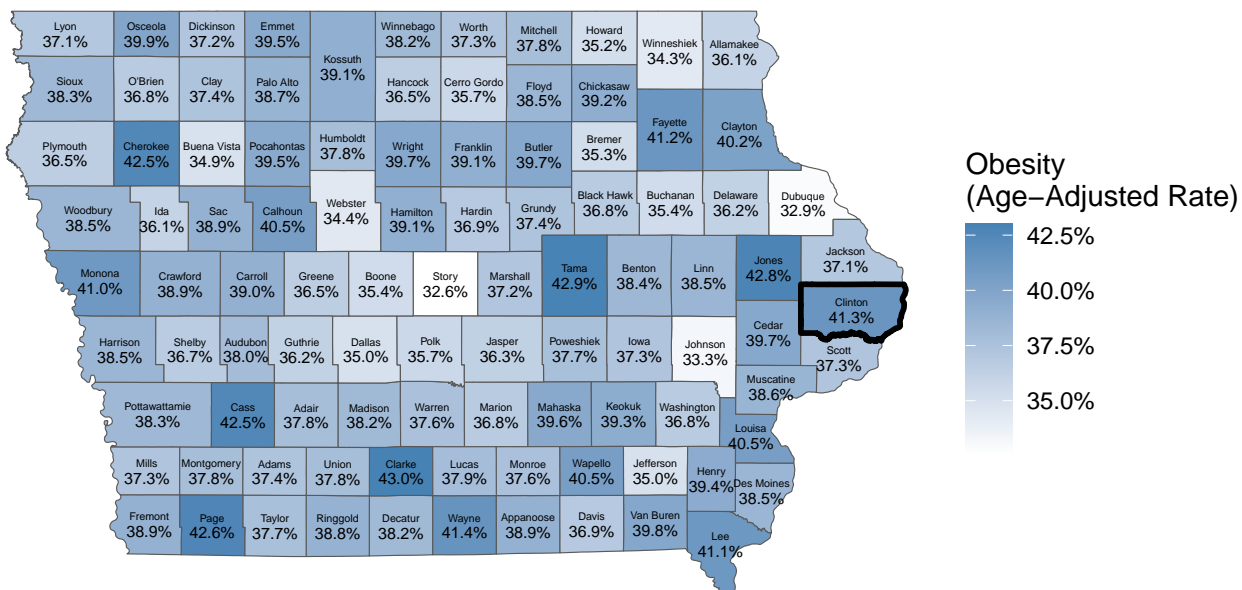 Lyon
37.1%
Osceola
39.9%
Dickinson
37.2%
Emmet
39.5%
Kossuth
39.1%
Winnebago
38.2%
Worth
37.3%
Mitchell
37.8%
Howard
35.2%
Winneshiek
34.3%
Allamakee
36.1%
Sioux
38.3%
O'Brien
36.8%
Clay
37.4%
Palo Alto
38.7%
Hancock
36.5%
Cerro Gordo
35.7%
Floyd
38.5%
Chickasaw
39.2%
Fayette
41.2%
Clayton
40.2%
Plymouth
36.5%
Cherokee
42.5%
Buena Vista
34.9%
Pocahontas
39.5%
Humboldt
37.8%
Wright
39.7%
Franklin
39.1%
Butler
39.7%
Bremer
35.3%
Woodbury
38.5%
Ida
36.1%
Sac
38.9%
Calhoun
40.5%
Webster
34.4%
Hamilton
39.1%
Hardin
36.9%
Grundy
37.4%
Black Hawk
36.8%
Buchanan
35.4%
Delaware
36.2%
Dubuque
32.9%
Monona
41.0%
Crawford
38.9%
Carroll
39.0%
Greene
36.5%
Boone
35.4%
Story
32.6%
Marshall
37.2%
Tama
42.9%
Benton
38.4%
Linn
38.5%
Jones
42.8%
Jackson
37.1%
Clinton
41.3%
Harrison
38.5%
Shelby
36.7%
Audubon
38.0%
Guthrie
36.2%
Dallas
35.0%
Polk
35.7%
Jasper
36.3%
Poweshiek
37.7%
Iowa
37.3%
Johnson
33.3%
Cedar
39.7%
Scott
37.3%
Muscatine
38.6%
Pottawattamie
38.3%
Cass
42.5%
Adair
37.8%
Madison
38.2%
Warren
37.6%
Marion
36.8%
Mahaska
39.6%
Keokuk
39.3%
Washington
36.8%
Louisa
40.5%
Mills
37.3%
Montgomery
37.8%
Adams
37.4%
Union
37.8%
Clarke
43.0%
Lucas
37.9%
Monroe
37.6%
Wapello
40.5%
Jefferson
35.0%
Henry
39.4%
Des Moines
38.5%
Fremont
38.9%
Page
42.6%
Taylor
37.7%
Ringgold
38.8%
Decatur
38.2%
Wayne
41.4%
Appanoose
38.9%
Davis
36.9%
Van Buren
39.8%
Lee
41.1%
Obesity
(Age−Adjusted Rate)
42.5%
40.0%
37.5%
35.0%